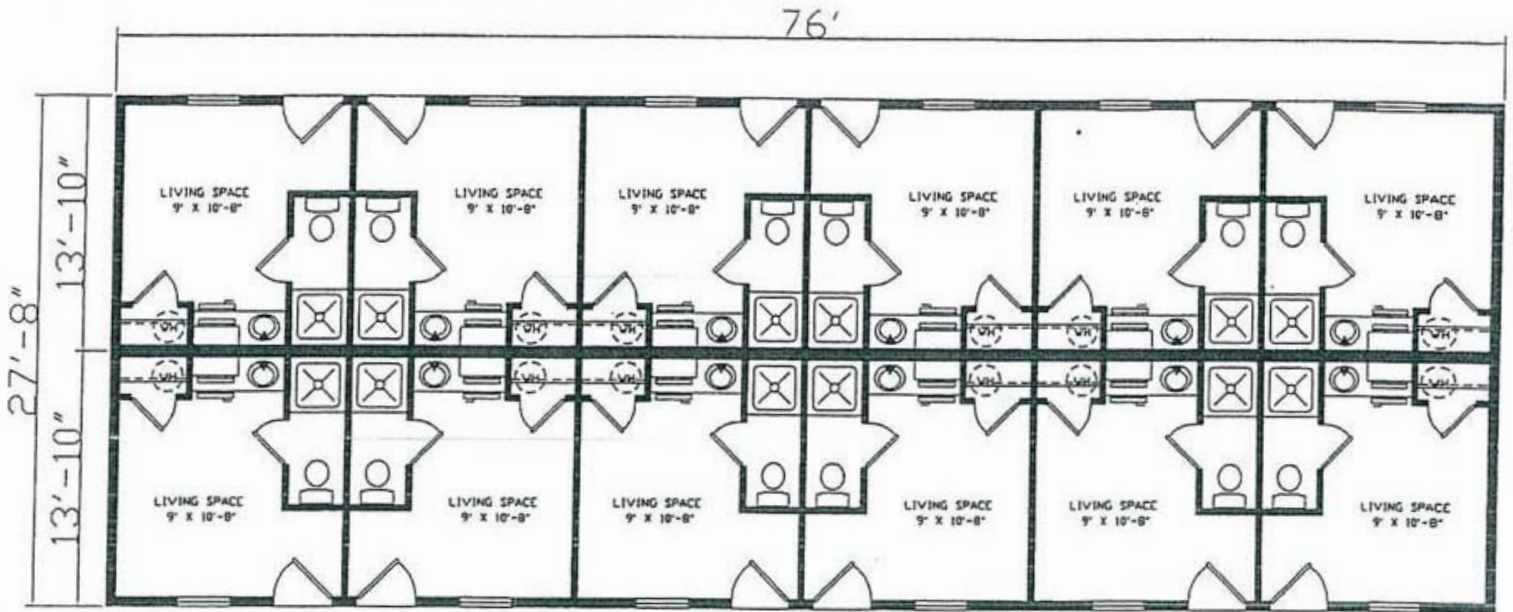 76'
27'-8"
13'-10"
13'-10"
LIVING SPACE
9' X 10'-8"
LIVING SPACE
9' X 10'-8"
LIVING SPACE
9' X 10'-8"
LIVING SPACE
9' X 10'-8"
LIVING SPACE
9' X 10'-8"
LIVING SPACE
9' X 10'-8"
WH
WH
WH
WH
WH
WH
WH
WH
WH
WH
WH
WH
LIVING SPACE
9' X 10'-8"
LIVING SPACE
9' X 10'-8"
LIVING SPACE
9' X 10'-8"
LIVING SPACE
9' X 10'-8"
LIVING SPACE
9' X 10'-8"
LIVING SPACE
9' X 10'-8"